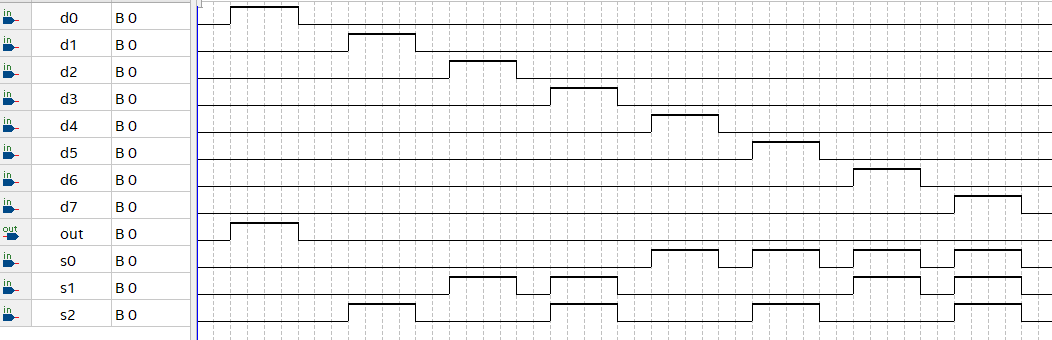 in d0 B 0
in d1 B 0
in d2 B 0
in d3 B 0
in d4 B 0
in d5 B 0
in d6 B 0
in d7 B 0
out out B 0
in s0 B 0
in s1 B 0
in s2 B 0